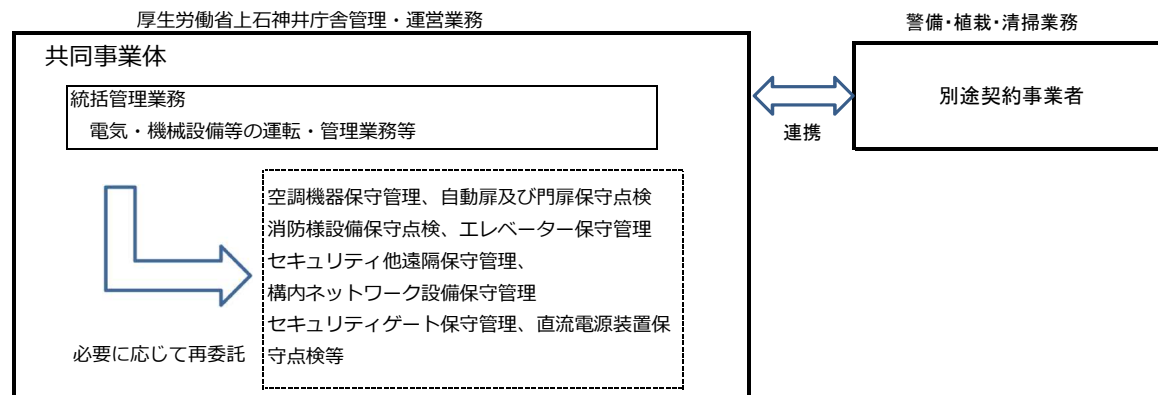 厚生労働省上石神井庁舎管理・運営業務
警備・植栽・清掃業務
共同事業体
統括管理業務
電気・機械設備等の運転・管理業務等
別途契約事業者
連携
空調機器保守管理、自動扉及び門扉保守点検
消防様設備保守点検、エレベーター保守管理
セキュリティ他遠隔保守管理、
構内ネットワーク設備保守管理
セキュリティゲート保守管理、直流電源装置保
守点検等
必要に応じて再委託